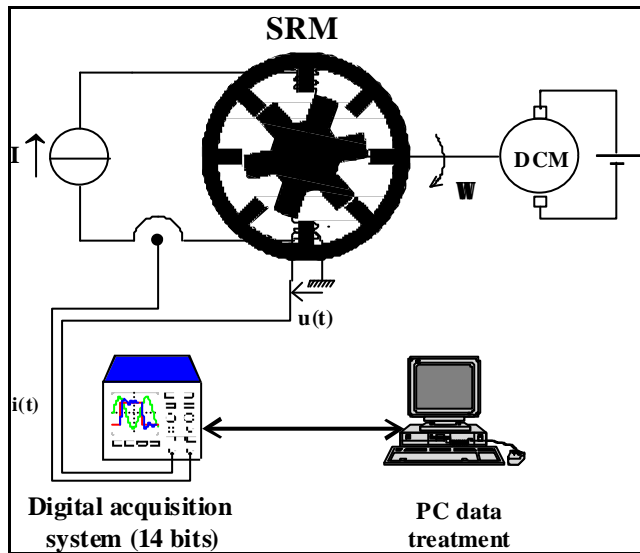 SRM
I
DCM
W
u(t)
i(t)
Digital acquisition
system (14 bits)
PC data
treatment